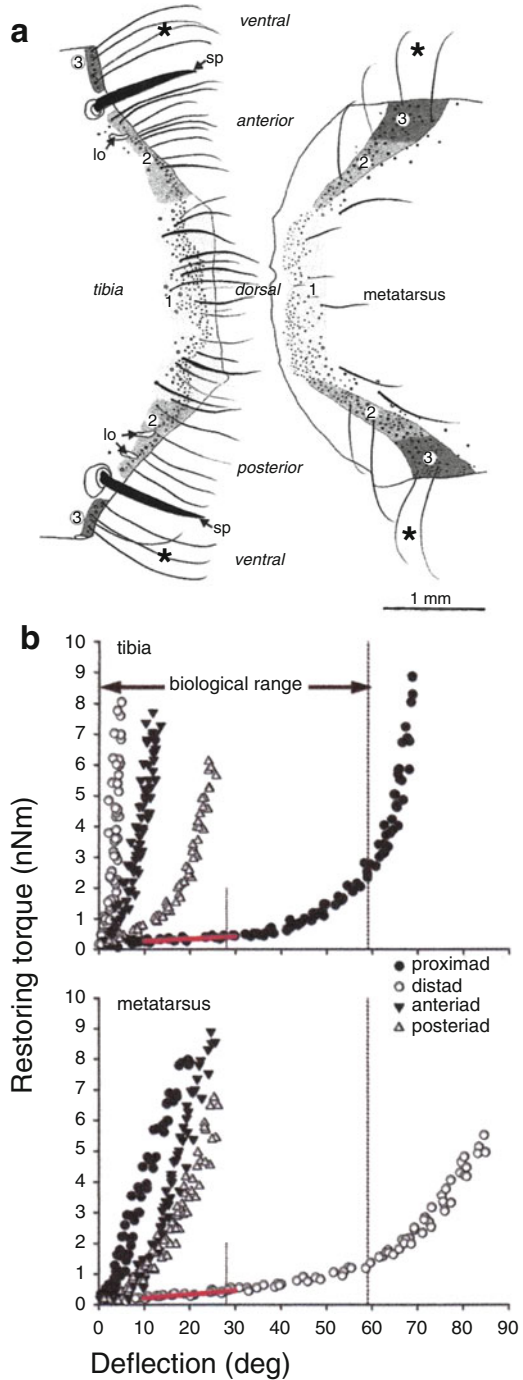 a
ventral
*
*
3
sp
3
anterior
lo
2
2
tibia
1
dorsal
1
metatarsus
2
2
lo
posterior
3
3
sp
*
ventral
*
1 mm
b
10
tibia
9
biological range
8
7
6
5
4
3
2
1
0
Restoring torque (nNm)
proximad
distad
anteriad
posteriad
10
metatarsus
9
8
7
6
5
4
3
2
1
0
0 10 20 30 40 50 60 70 80 90
Deflection (deg)